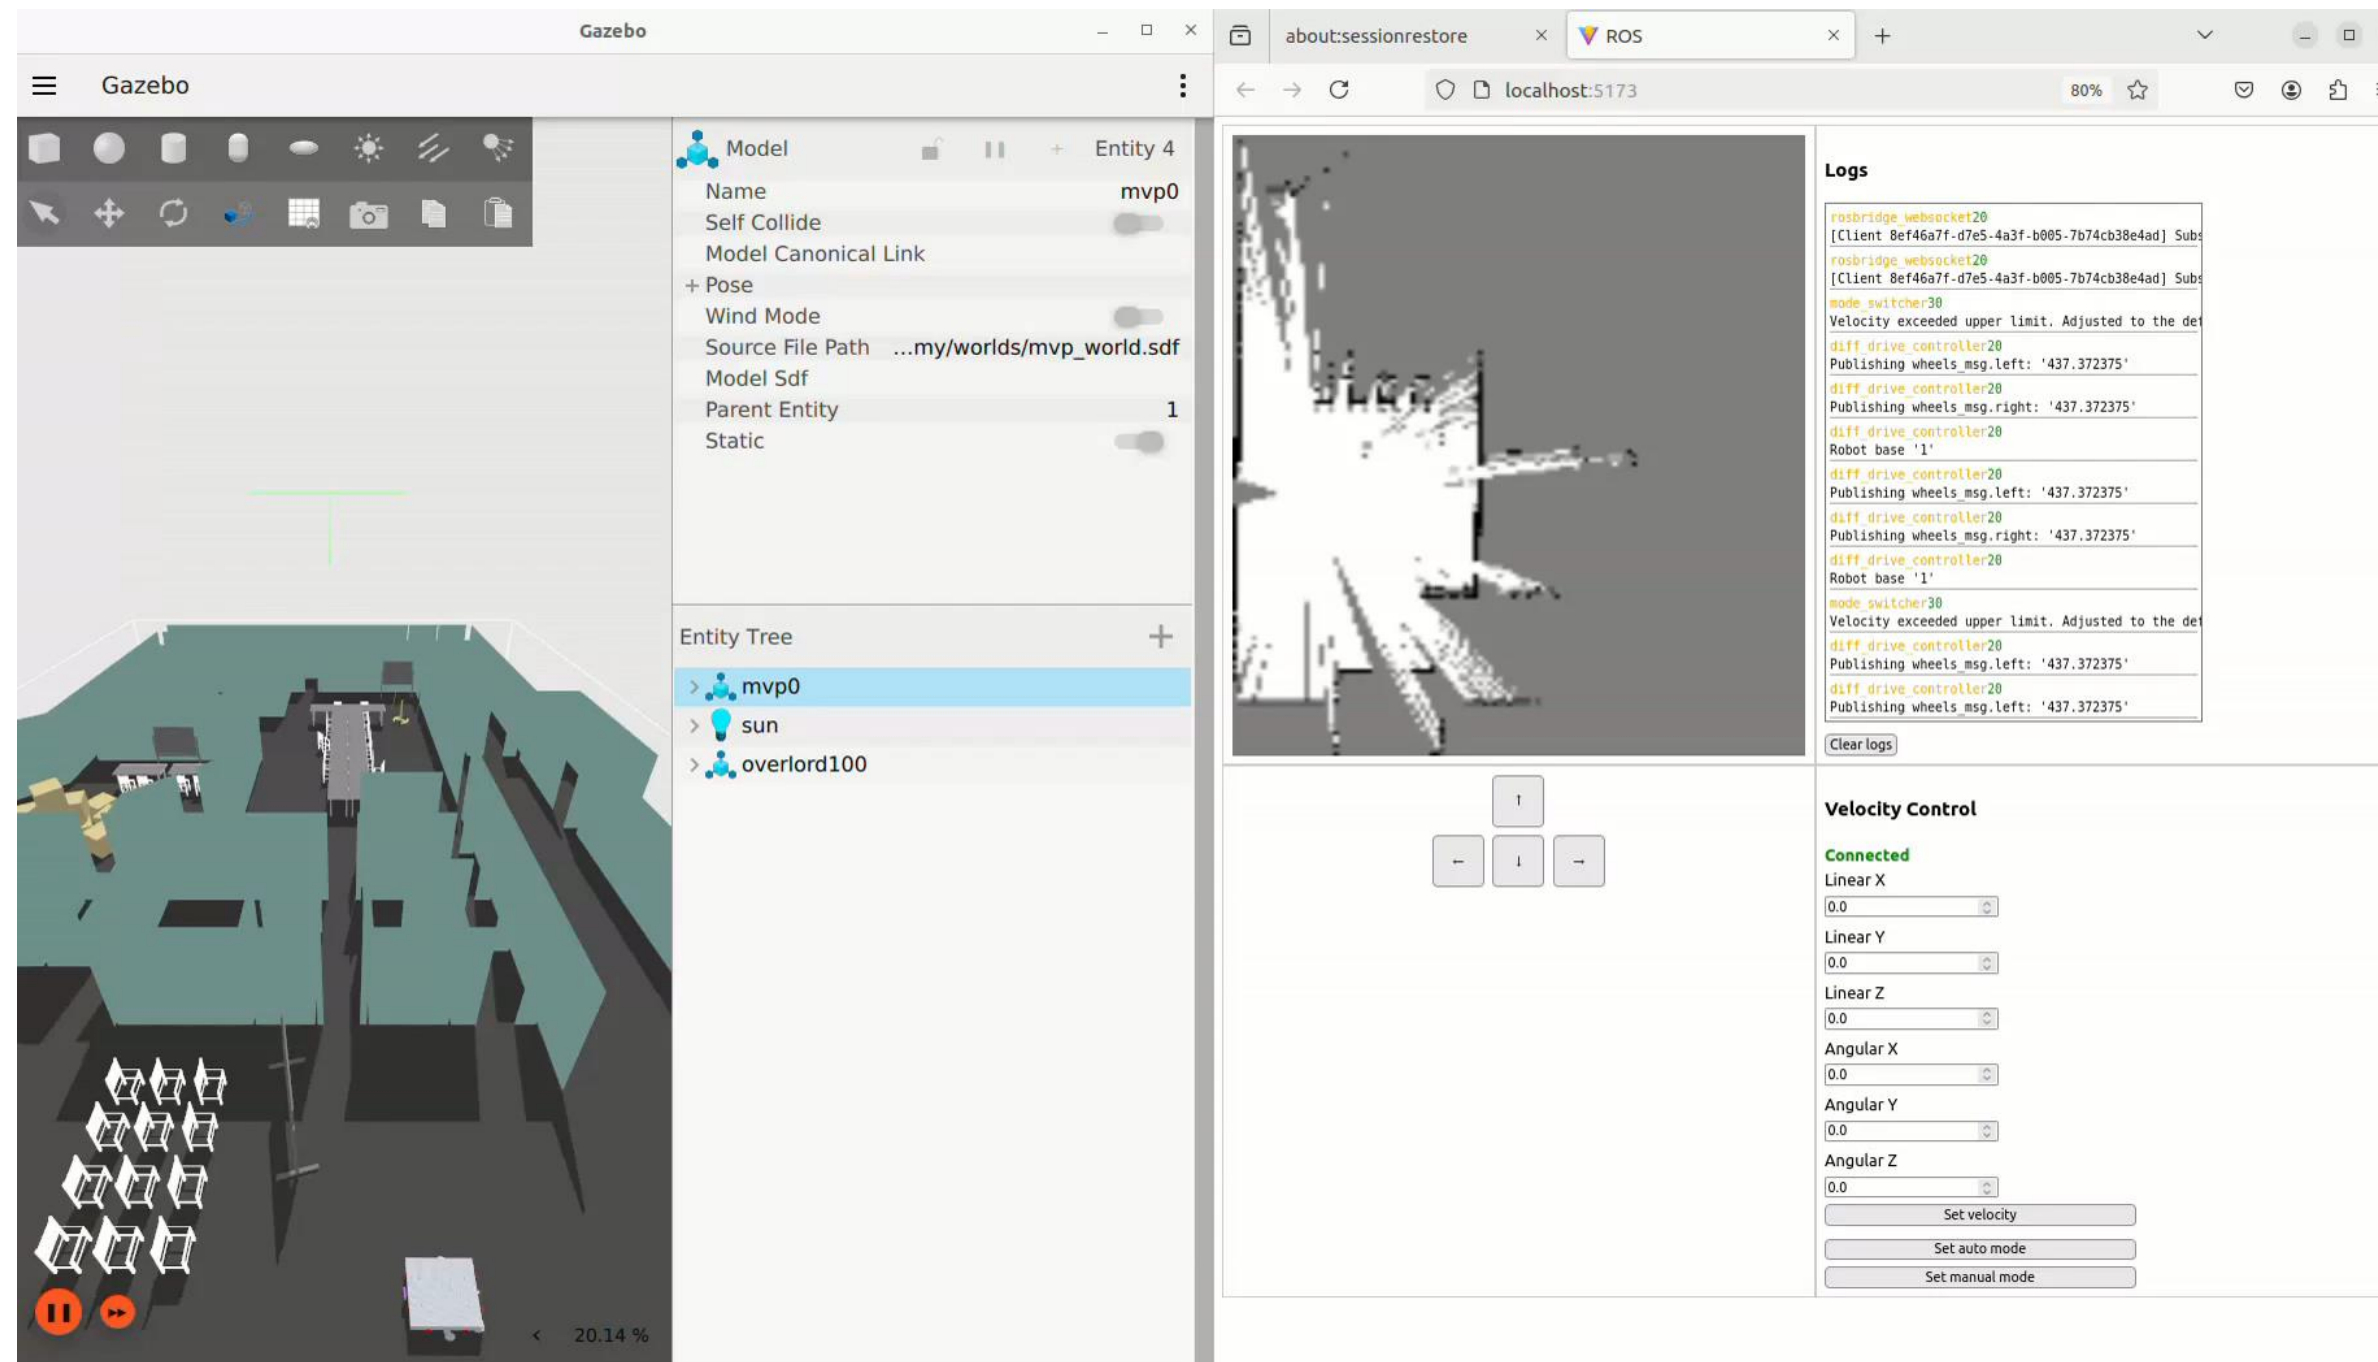 Gazebo
Gazebo
Model
Entity 4
Name
mvp0
Self Collide
Model Canonical Link
+ Pose
Wind Mode
Source File Path
...my/worlds/mvp_world.sdf
Model Sdf
Parent Entity
1
Static
Entity Tree
mvp0
sun
overlord100
20.14 %
about:sessionrestore
ROS
localhost:5173
80%
Logs
rosbridge_websocket20
[Client 8ef46a7f-d7e5-4a3f-b005-7b74cb38e4ad] Subs
rosbridge_websocket20
[Client 8ef46a7f-d7e5-4a3f-b005-7b74cb38e4ad] Subs
mode_switcher30
Velocity exceeded upper limit. Adjusted to the def
diff_drive_controller20
Publishing wheels_msg.left: '437.372375'
diff_drive_controller20
Publishing wheels_msg.right: '437.372375'
diff_drive_controller20
Robot base '1'
diff_drive_controller20
Publishing wheels_msg.left: '437.372375'
diff_drive_controller20
Publishing wheels_msg.right: '437.372375'
diff_drive_controller20
Robot base '1'
mode_switcher30
Velocity exceeded upper limit. Adjusted to the def
diff_drive_controller20
Publishing wheels_msg.left: '437.372375'
diff_drive_controller20
Publishing wheels_msg.left: '437.372375'
Clear logs
Velocity Control
Connected
Linear X
0.0
Linear Y
0.0
Linear Z
0.0
Angular X
0.0
Angular Y
0.0
Angular Z
0.0
Set velocity
Set auto mode
Set manual mode